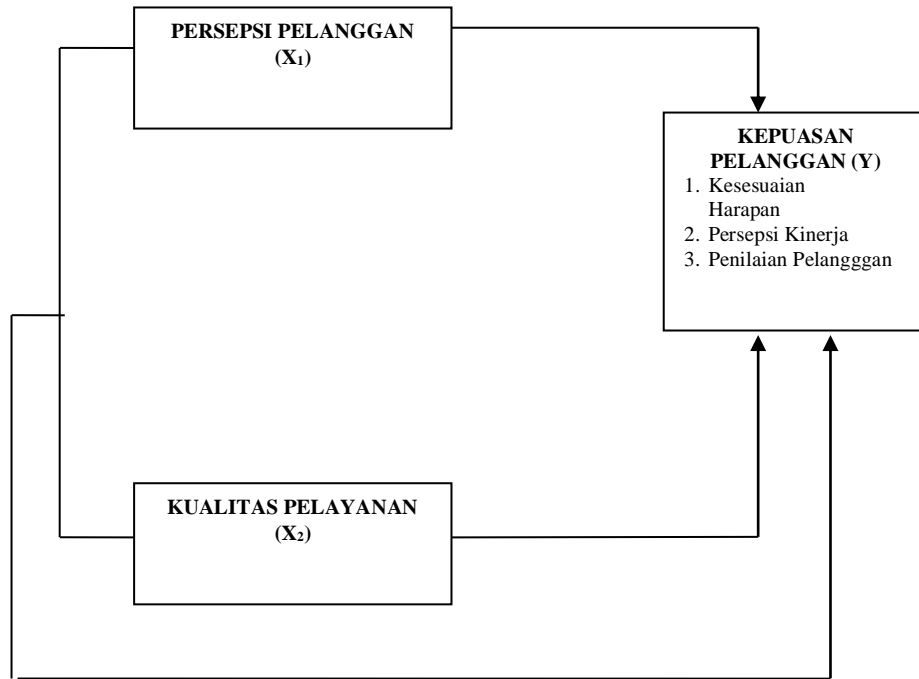 PERSEPSI PELANGGAN
(X₁)
KEPUASAN
PELANGGAN (Y)
1. Kesesuaian
Harapan
2. Persepsi Kinerja
3. Penilaian Pelangggan
KUALITAS PELAYANAN
(X₂)